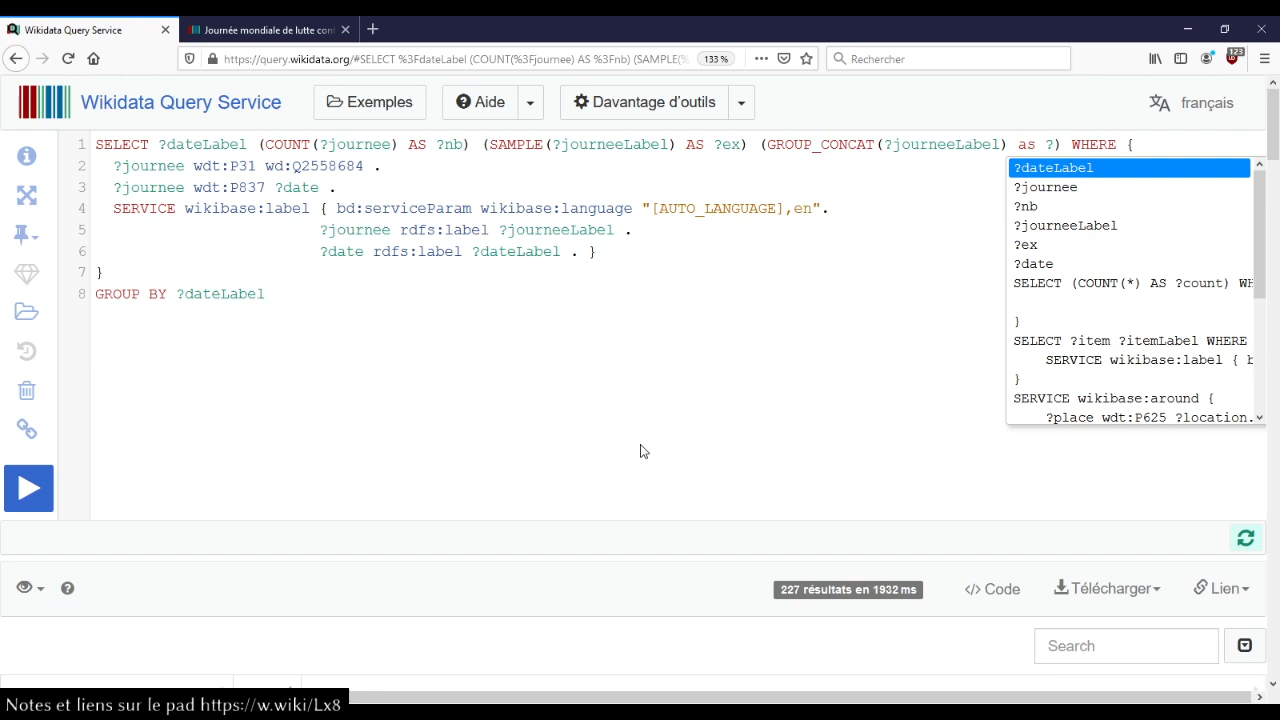 Wikidata Query Service
Journée mondiale de lutte cont
https://query.wikidata.org/#SELECT %3FdateLabel (COUNT(%3Fjournee) AS %3Fnb) (SAMPLE(%
133 %
Rechercher
123
Wikidata Query Service
Exemples
Aide
Davantage d'outils
français
1 SELECT ?dateLabel (COUNT(?journee) AS ?nb) (SAMPLE(?journeeLabel) AS ?ex) (GROUP_CONCAT(?journeeLabel) as ?) WHERE {
2 ?journee wdt:P31 wd:Q2558684 .
3 ?journee wdt:P837 ?date .
4 SERVICE wikibase:label { bd:serviceParam wikibase:language "[AUTO_LANGUAGE],en".
5 ?journee rdfs:label ?journeeLabel .
6 ?date rdfs:label ?dateLabel . }
7 }
8 GROUP BY ?dateLabel
?dateLabel
?journee
?nb
?journeeLabel
?ex
?date
SELECT (COUNT(*) AS ?count) WH
}
SELECT ?item ?itemLabel WHERE
SERVICE wikibase:label { b
}
SERVICE wikibase:around {
?place wdt:P625 ?location.
227 résultats en 1932 ms
</> Code
Télécharger
Lien
Search
Notes et liens sur le pad https://w.wiki/Lx8